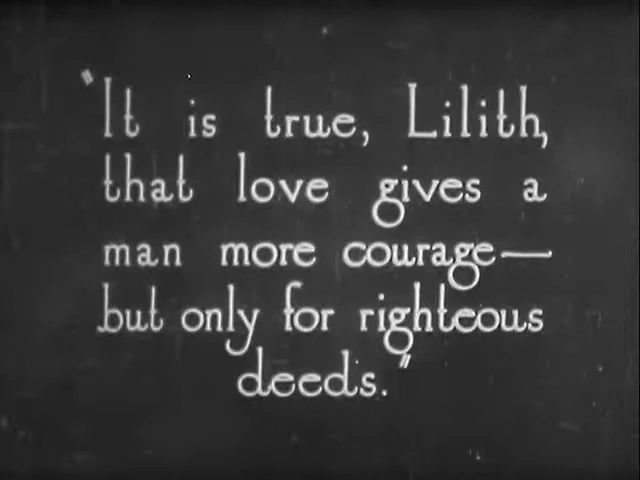 "It is true, Lilith,
that love gives a
man more courage—
but only for righteous
deeds."